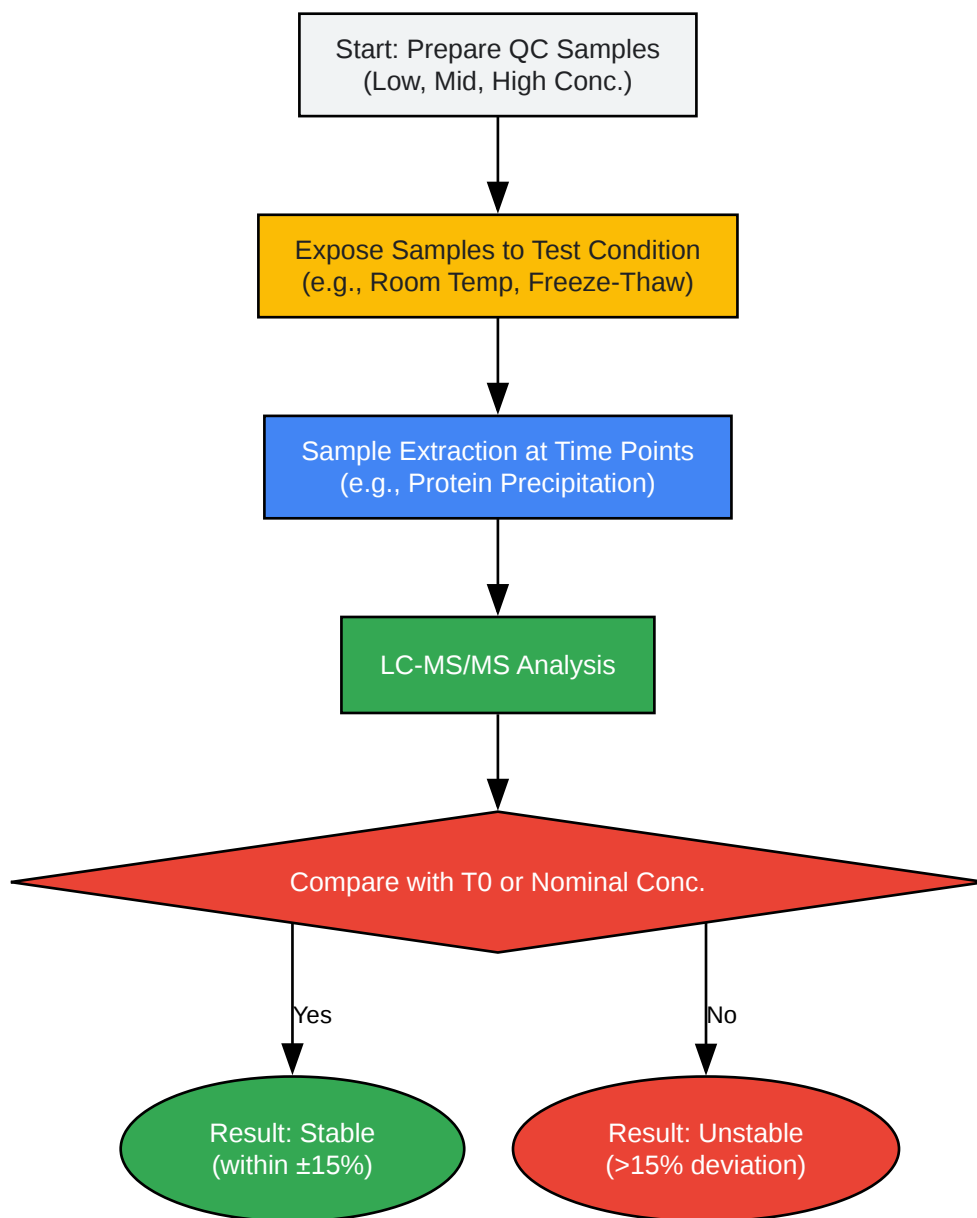 Start: Prepare QC Samples
(Low, Mid, High Conc.)
Expose Samples to Test Condition
(e.g., Room Temp, Freeze-Thaw)
Sample Extraction at Time Points
(e.g., Protein Precipitation)
LC-MS/MS Analysis
Compare with T0 or Nominal Conc.
Yes
No
Result: Stable
(within ±15%)
Result: Unstable
(>15% deviation)